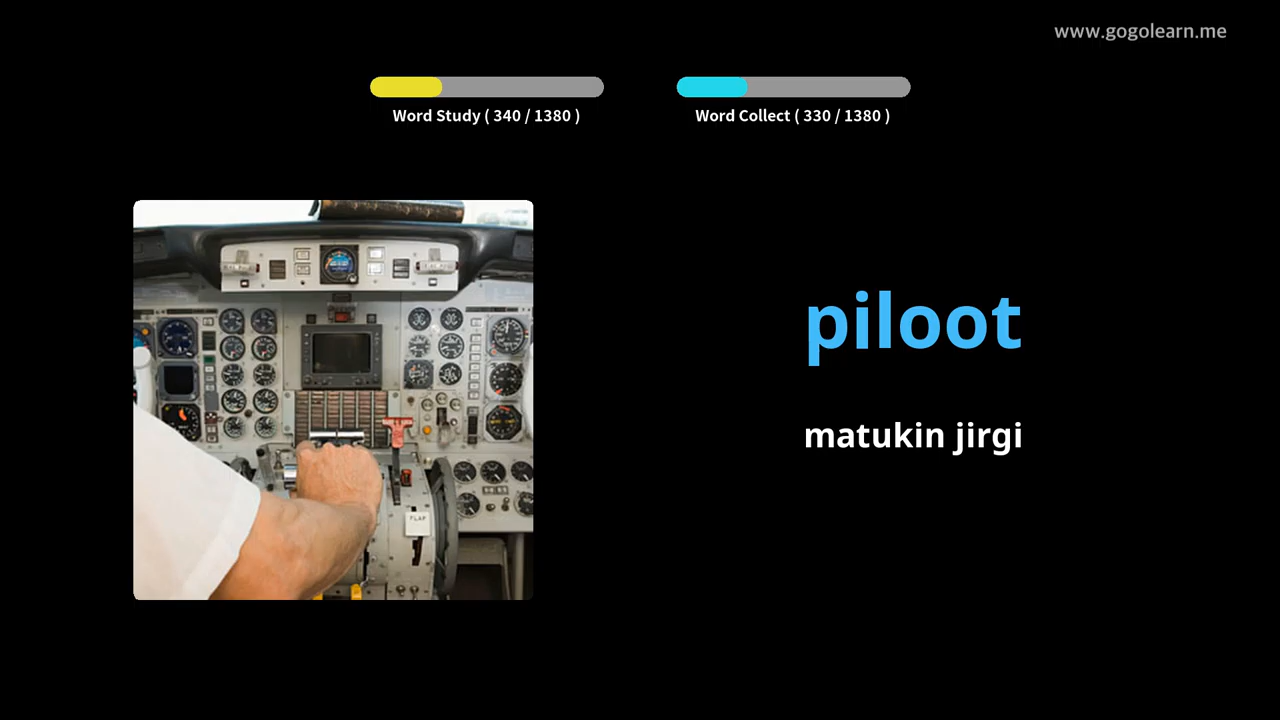 www.gogolearn.me
Word Study ( 340 / 1380 )
Word Collect ( 330 / 1380 )
piloot
matukin jirgi
FLAP